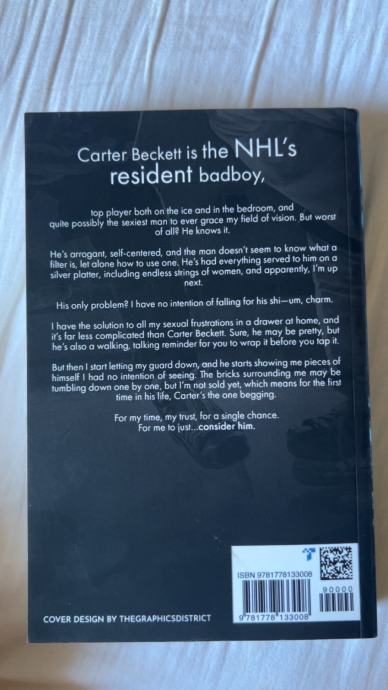 Carter Beckett is the NHL's
resident badboy,
top player both on the ice and in the bedroom, and
quite possibly the sexiest man to ever grace my field of vision. But worst
of all? He knows it.
He's arrogant, self-centered, and the man doesn't seem to know what a
filter is, let alone how to use one. He's had everything served to him on a
silver platter, including endless strings of women, and apparently, I'm up
next.
His only problem? I have no intention of falling for his shi—um, charm.
I have the solution to all my sexual frustrations in a drawer at home, and
it's far less complicated than Carter Beckett. Sure, he may be pretty, but
he's also a walking, talking reminder for you to wrap it before you tap it.
But then I start letting my guard down, and he starts showing me pieces of
himself I had no intention of seeing. The bricks surrounding me may be
tumbling down one by one, but I'm not sold yet, which means for the first
time in his life, Carter's the one begging.
For my time, my trust, for a single chance.
For me to just...consider him.
ISBN 9781778133008
90000
9 781778 133008
COVER DESIGN BY THEGRAPHICSDISTRICT